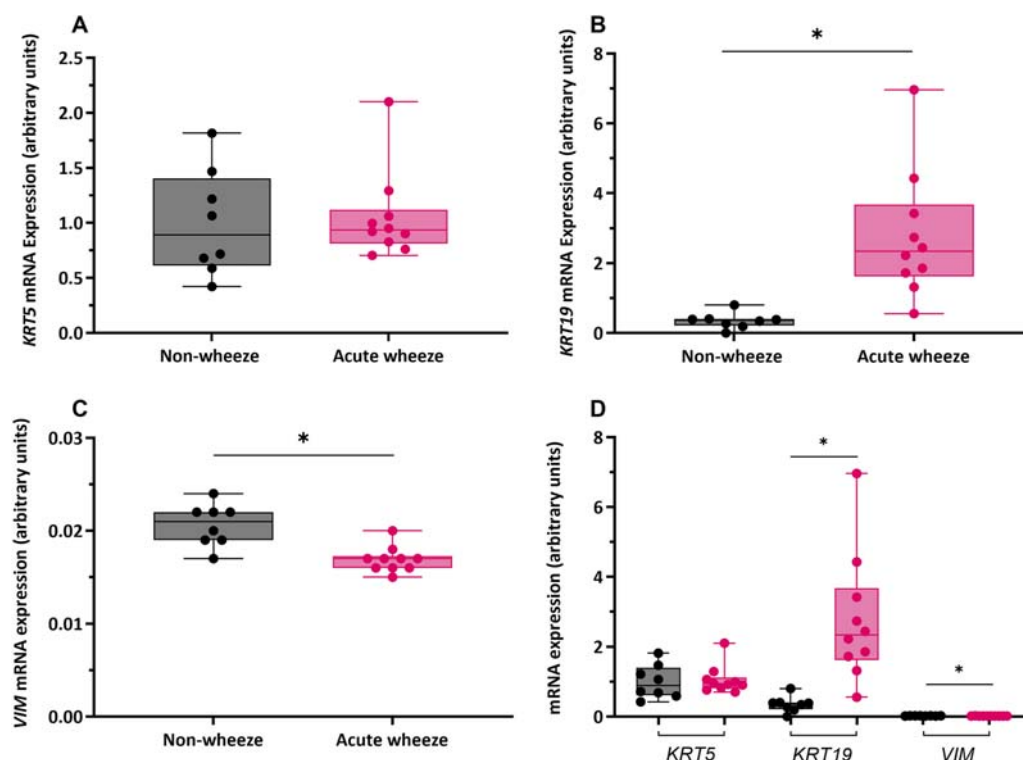 A
KRT5 mRNA Expression (arbitrary units)
2.5
2.0
1.5
1.0
0.5
0.0
Non-wheeze
Acute wheeze
B
KRT19 mRNA Expression (arbitrary units)
8
6
4
2
0
*
Non-wheeze
Acute wheeze
C
VIM mRNA expression (arbitrary units)
0.03
0.02
0.01
0.00
*
Non-wheeze
Acute wheeze
D
mRNA expression (arbitrary units)
8
6
4
2
0
*
*
KRT5
KRT19
VIM